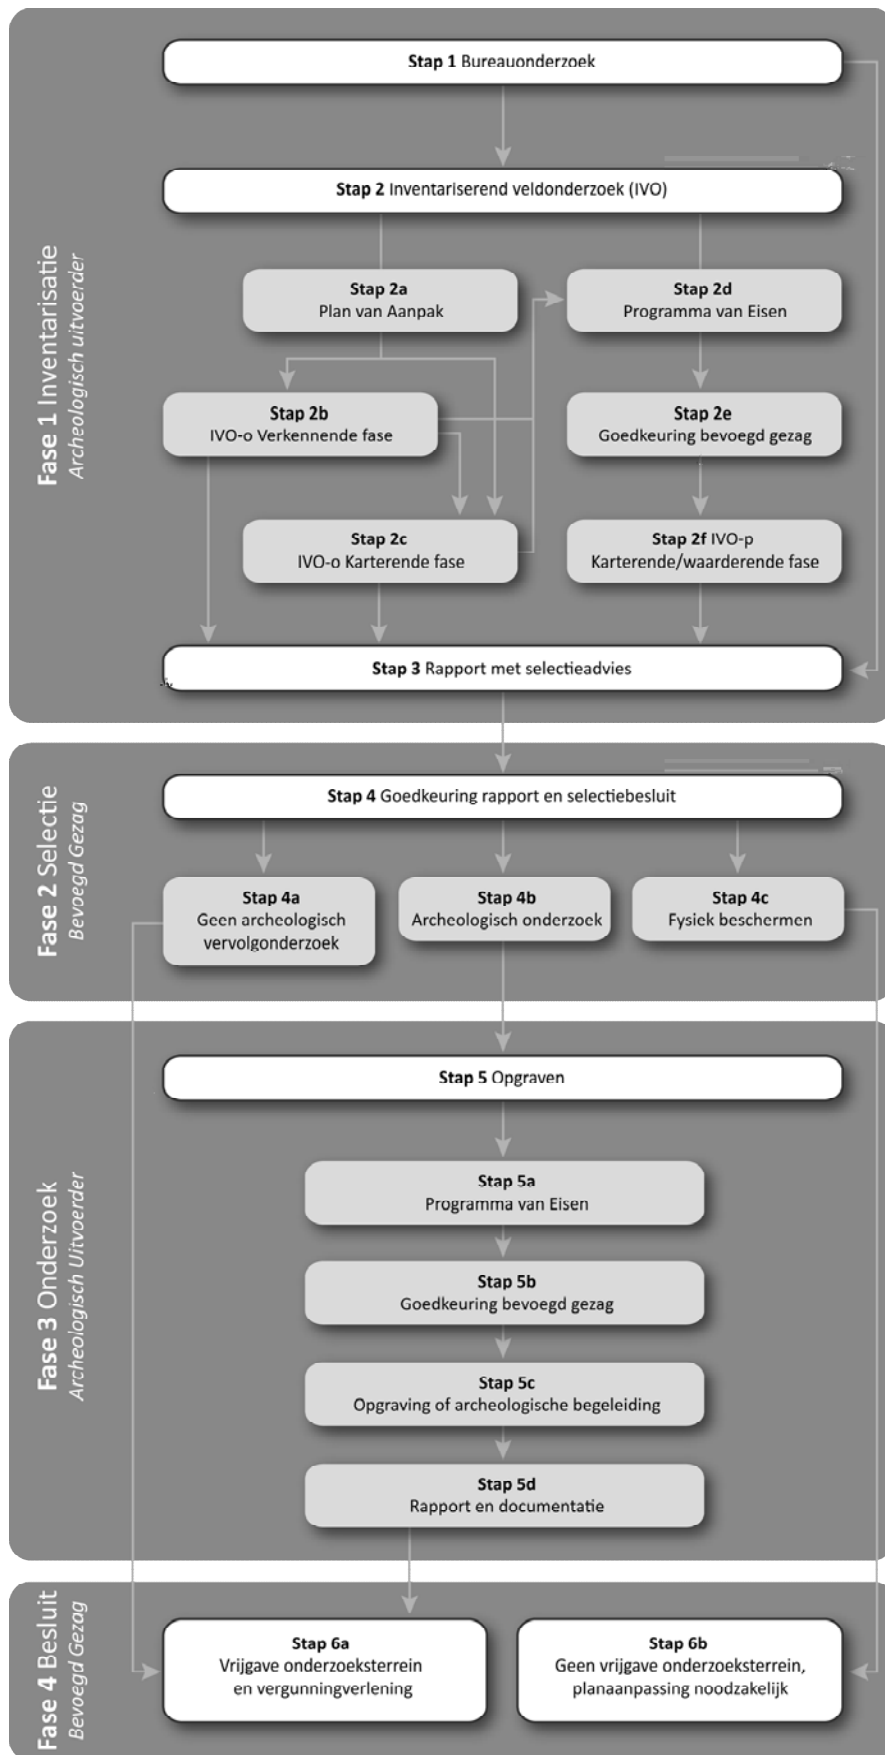 Fase 1 Inventarisatie
Archeologisch uitvoerder
Stap 1 Bureauonderzoek
Stap 2 Inventariserend veldonderzoek (IVO)
Stap 2a
Plan van Aanpak
Stap 2d
Programma van Eisen
Stap 2b
IVO-o Verkennende fase
Stap 2e
Goedkeuring bevoegd gezag
Stap 2c
IVO-o Karterende fase
Stap 2f IVO-p
Karterende/waarderende fase
Stap 3 Rapport met selectieadvies
Fase 2 Selectie
Bevoegd Gezag
Stap 4 Goedkeuring rapport en selectiebesluit
Stap 4a
Geen archeologisch
vervolgonderzoek
Stap 4b
Archeologisch onderzoek
Stap 4c
Fysiek beschermen
Fase 3 Onderzoek
Archeologisch Uitvoerder
Stap 5 Opgraven
Stap 5a
Programma van Eisen
Stap 5b
Goedkeuring bevoegd gezag
Stap 5c
Opgraving of archeologische begeleiding
Stap 5d
Rapport en documentatie
Fase 4 Besluit
Bevoegd Gezag
Stap 6a
Vrijgave onderzoeksterrein
en vergunningverlening
Stap 6b
Geen vrijgave onderzoeksterrein,
planaanpassing noodzakelijk